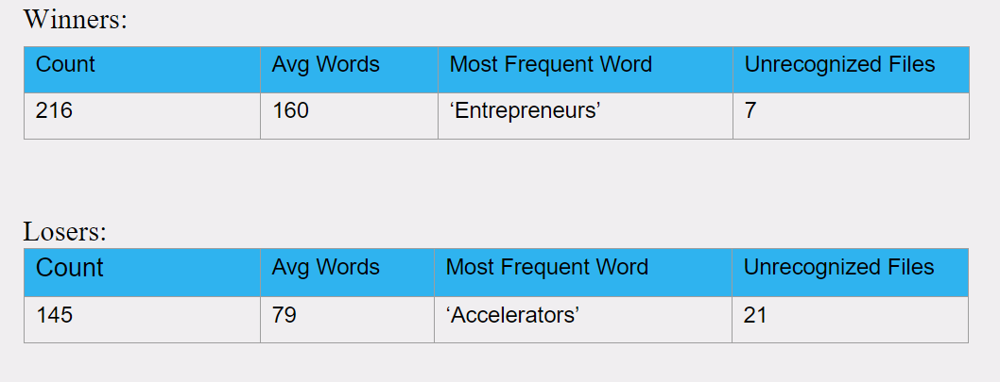 Winners:
Count Avg Words Most Frequent Word Unrecognized Files
216 160 ‘Entrepreneurs’ 7
Losers:
Count Avg Words Most Frequent Word Unrecognized Files
145 79 ‘Accelerators’ 21